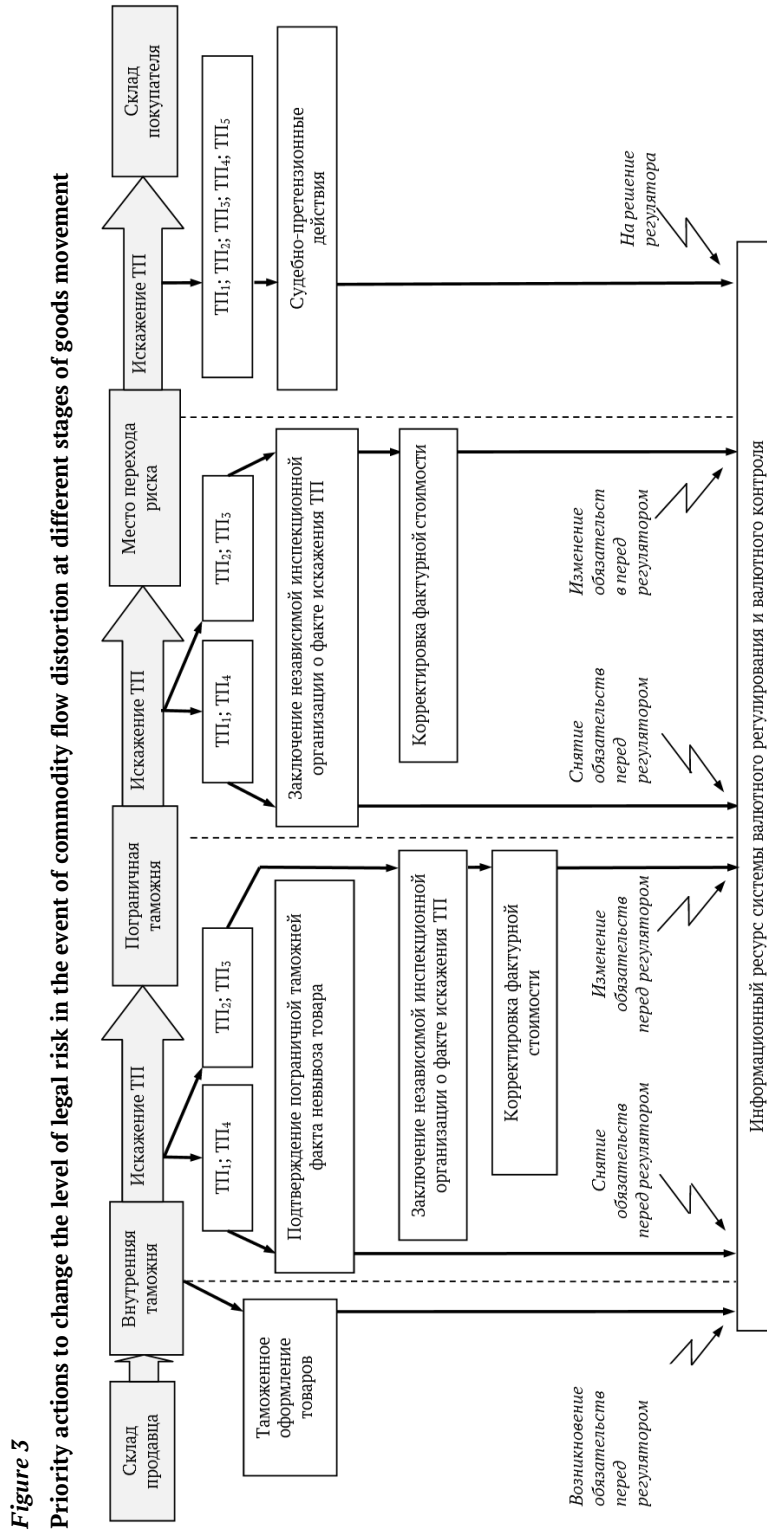 Figure 3
Priority actions to change the level of legal risk in the event of commodity flow distortion at different stages of goods movement
Склад
продавца
Внутренняя
таможня
Искажение ТП
Пограничная
таможня
Искажение ТП
Место перехода
риска
Искажение ТП
Склад
покупателя
Таможенное
оформление
товаров
ТП₁; ТП₄
ТП₂; ТП₃
Подтверждение пограничной таможней
факта невывоза товара
Заключение независимой инспекционной
организации о факте искажения ТП
Корректировка фактурной
стоимости
ТП₁; ТП₄
ТП₂; ТП₃
Заключение независимой инспекционной
организации о факте искажения ТП
Корректировка фактурной стоимости
ТП₁; ТП₂; ТП₃; ТП₄; ТП₅
Судебно-претензионные
действия
Возникновение
обязательств
перед
регулятором
Снятие
обязательств
перед регулятором
Изменение
обязательств
перед регулятором
Снятие
обязательств
перед
регулятором
Изменение
обязательст
в перед
регулятором
На решение
регулятора
Информационный ресурс системы валютного регулирования и валютного контроля